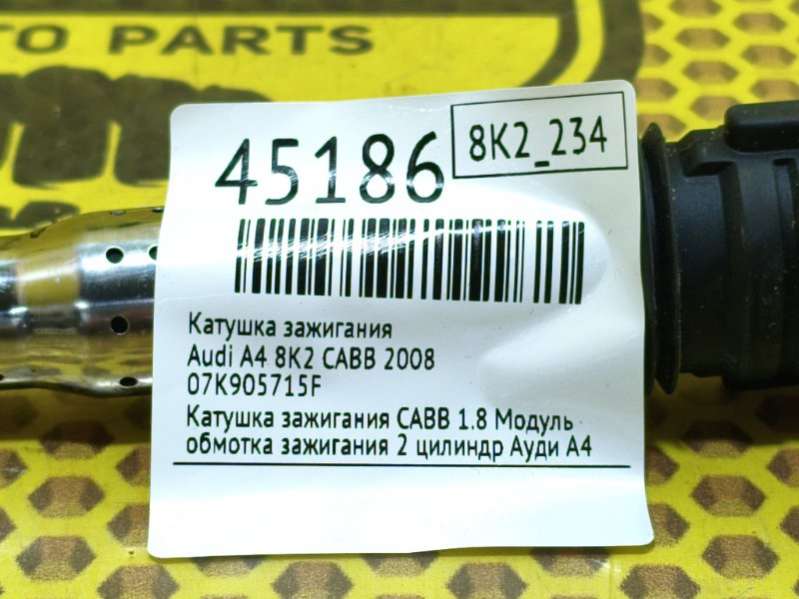 TO PARTS
45186
8K2_234
Катушка зажигания
Audi A4 8K2 CABB 2008
07K905715F
Катушка зажигания CABB 1.8 Модуль
обмотка зажигания 2 цилиндр Ауди А4